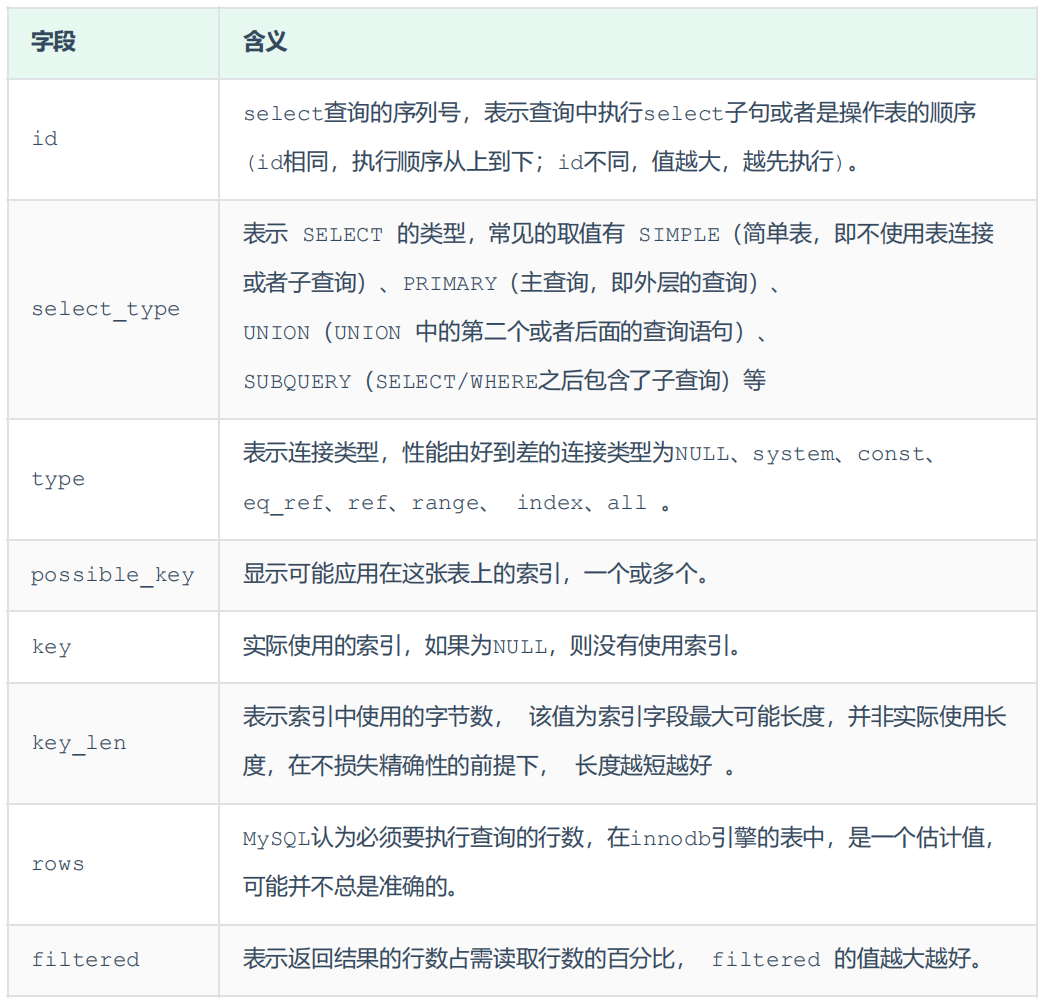 字段 含义
id
select查询的序列号，表示查询中执行select子句或者是操作表的顺序
(id相同，执行顺序从上到下；id不同，值越大，越先执行)。
select_type
表示 SELECT 的类型，常见的取值有 SIMPLE（简单表，即不使用表连接
或者子查询）、PRIMARY（主查询，即外层的查询）、
UNION（UNION 中的第二个或者后面的查询语句）、
SUBQUERY（SELECT/WHERE之后包含了子查询）等
type
表示连接类型，性能由好到差的连接类型为NULL、system、const、
eq_ref、ref、range、 index、all 。
possible_key
显示可能应用在这张表上的索引，一个或多个。
key
实际使用的索引，如果为NULL，则没有使用索引。
key_len
表示索引中使用的字节数， 该值为索引字段最大可能长度，并非实际使用长
度，在不损失精确性的前提下， 长度越短越好 。
rows
MySQL认为必须要执行查询的行数，在innodb引擎的表中，是一个估计值，
可能并不总是准确的。
filtered
表示返回结果的行数占需读取行数的百分比， filtered 的值越大越好。